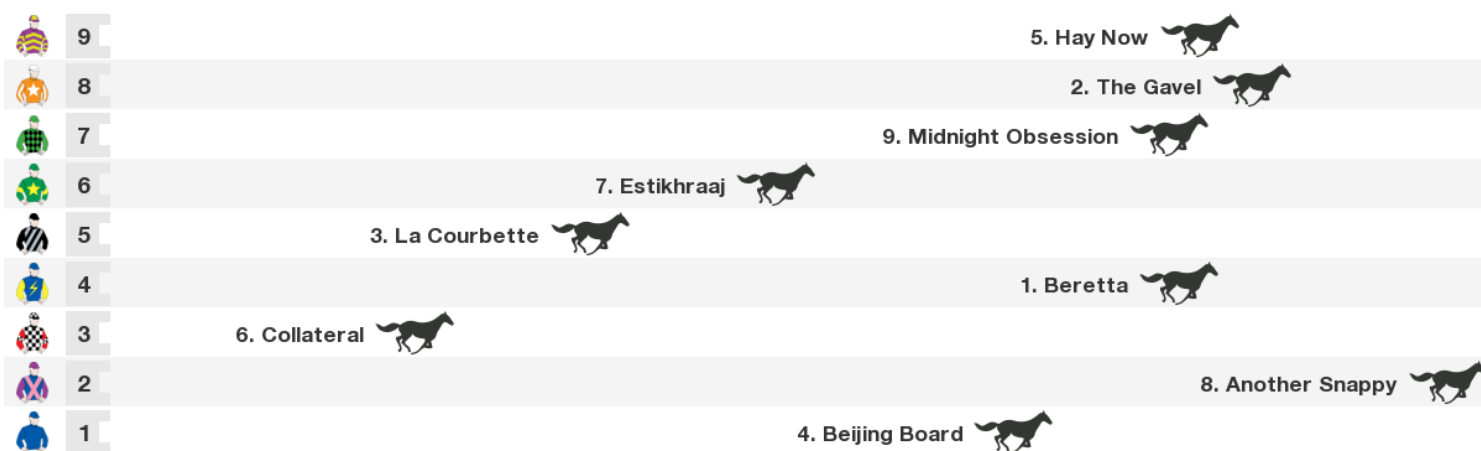 9 5. Hay Now
8 2. The Gavel
7 9. Midnight Obsession
6 7. Estikhraaj
5 3. La Courbette
4 1. Beretta
3 6. Collateral
2 8. Another Snappy
1 4. Beijing Board